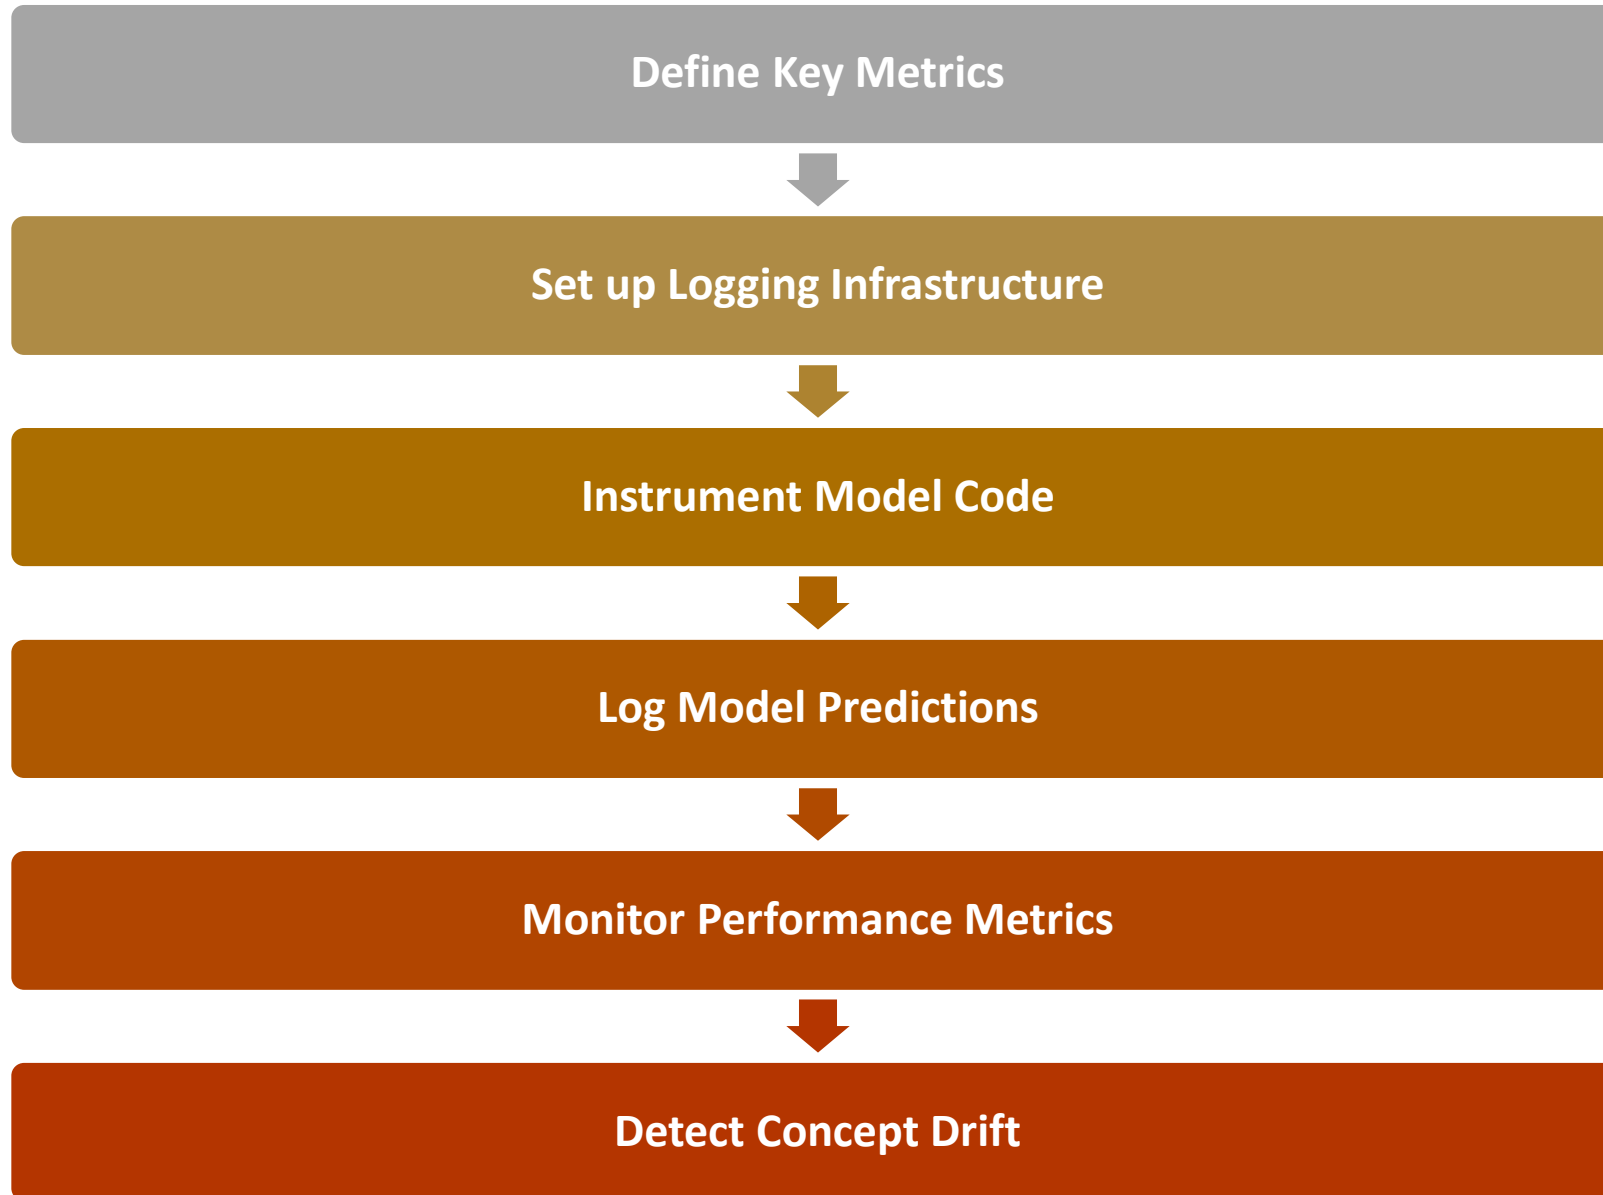 Define Key Metrics
Set up Logging Infrastructure
Instrument Model Code
Log Model Predictions
Monitor Performance Metrics
Detect Concept Drift